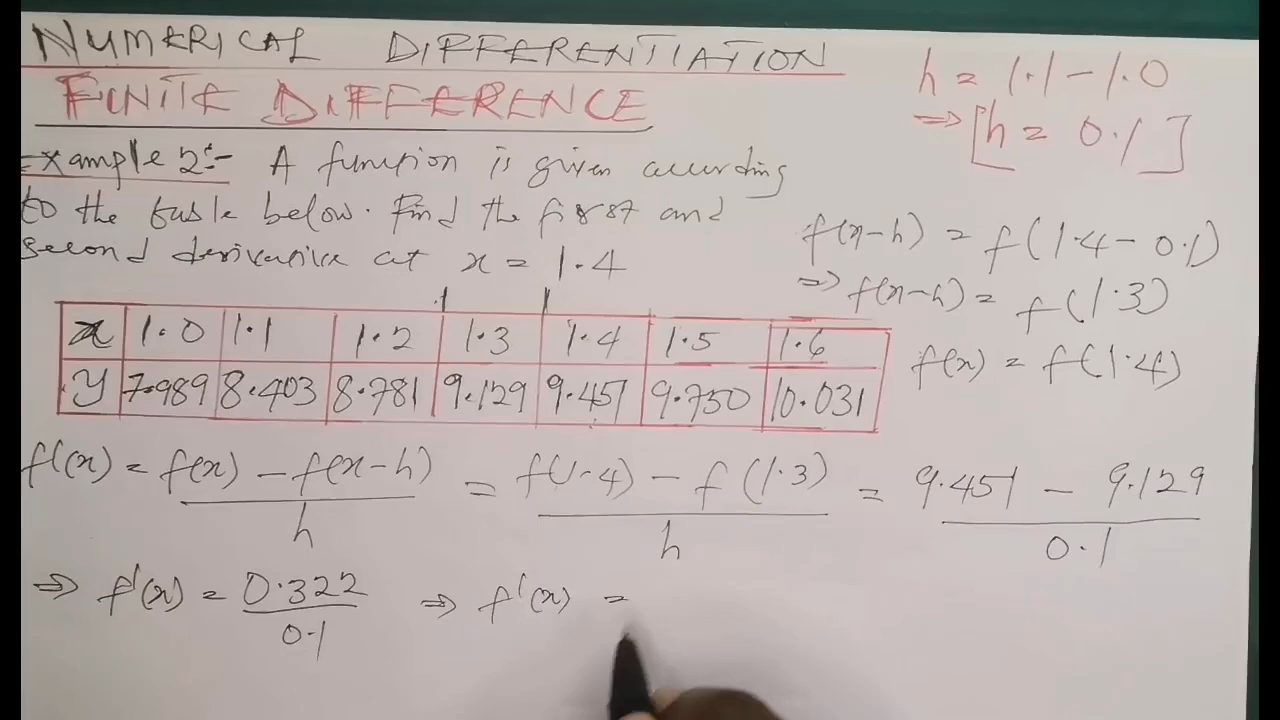 NUMERICAL DIFFERENTIATION
FINITE DIFFERENCE
Example 2:- A function is given according
to the table below. Find the first and
second derivative at x = 1.4
h = 1.1 - 1.0
⇒ [h = 0.1]
f(x-h) = f(1.4 - 0.1)
⇒ f(x-h) = f(1.3)
f(x) = f(1.4)
x 1.0 1.1 1.2 1.3 1.4 1.5 1.6
y 7.989 8.403 8.781 9.129 9.451 9.750 10.031
f'(x) = f(x) - f(x-h) = f(1.4) - f(1.3) = 9.451 - 9.129
h h 0.1
⇒ f'(x) = 0.322 ⇒ f'(x) =
0.1